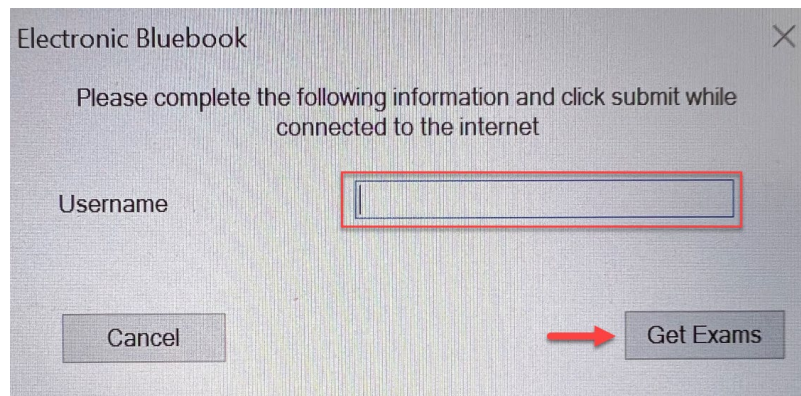 Electronic Bluebook
Please complete the following information and click submit while
connected to the internet
Username
Cancel
Get Exams